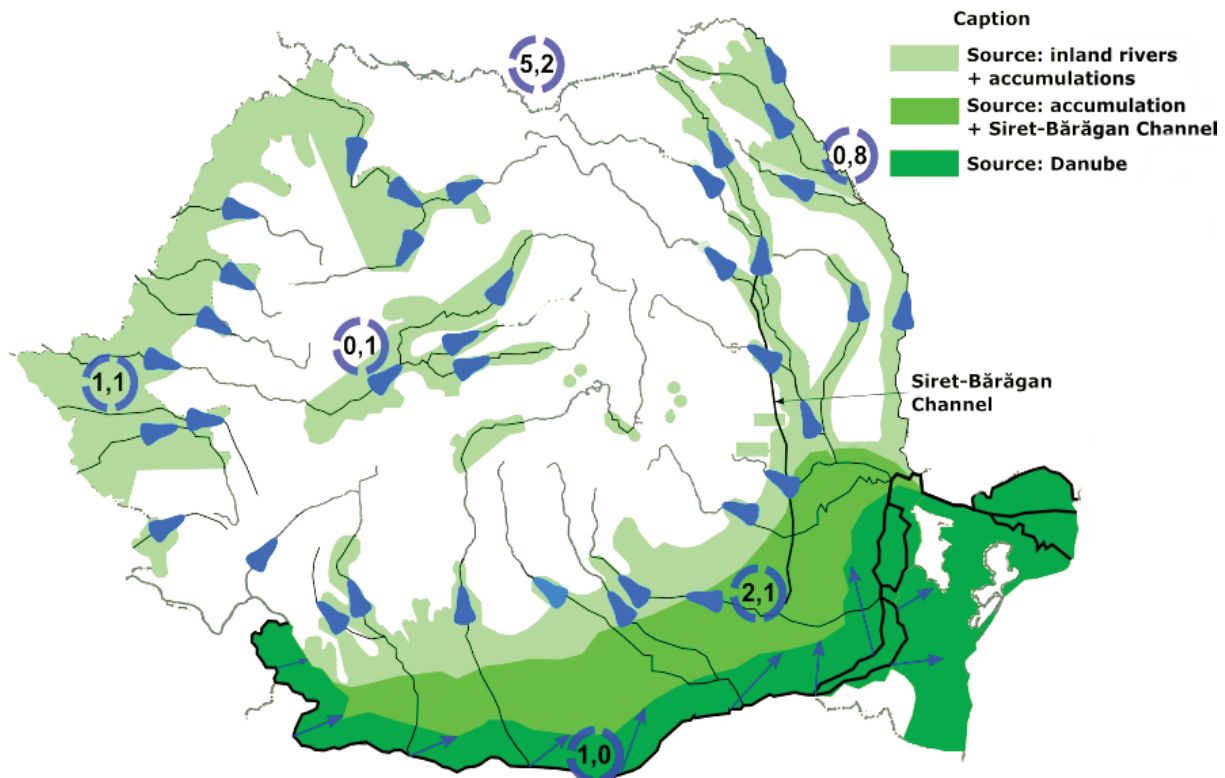 Caption
Source: inland rivers
+ accumulations
Source: accumulation
+ Siret-Bărăgan Channel
Source: Danube
5,2
0,8
0,1
1,1
Siret-Bărăgan
Channel
2,1
1,0